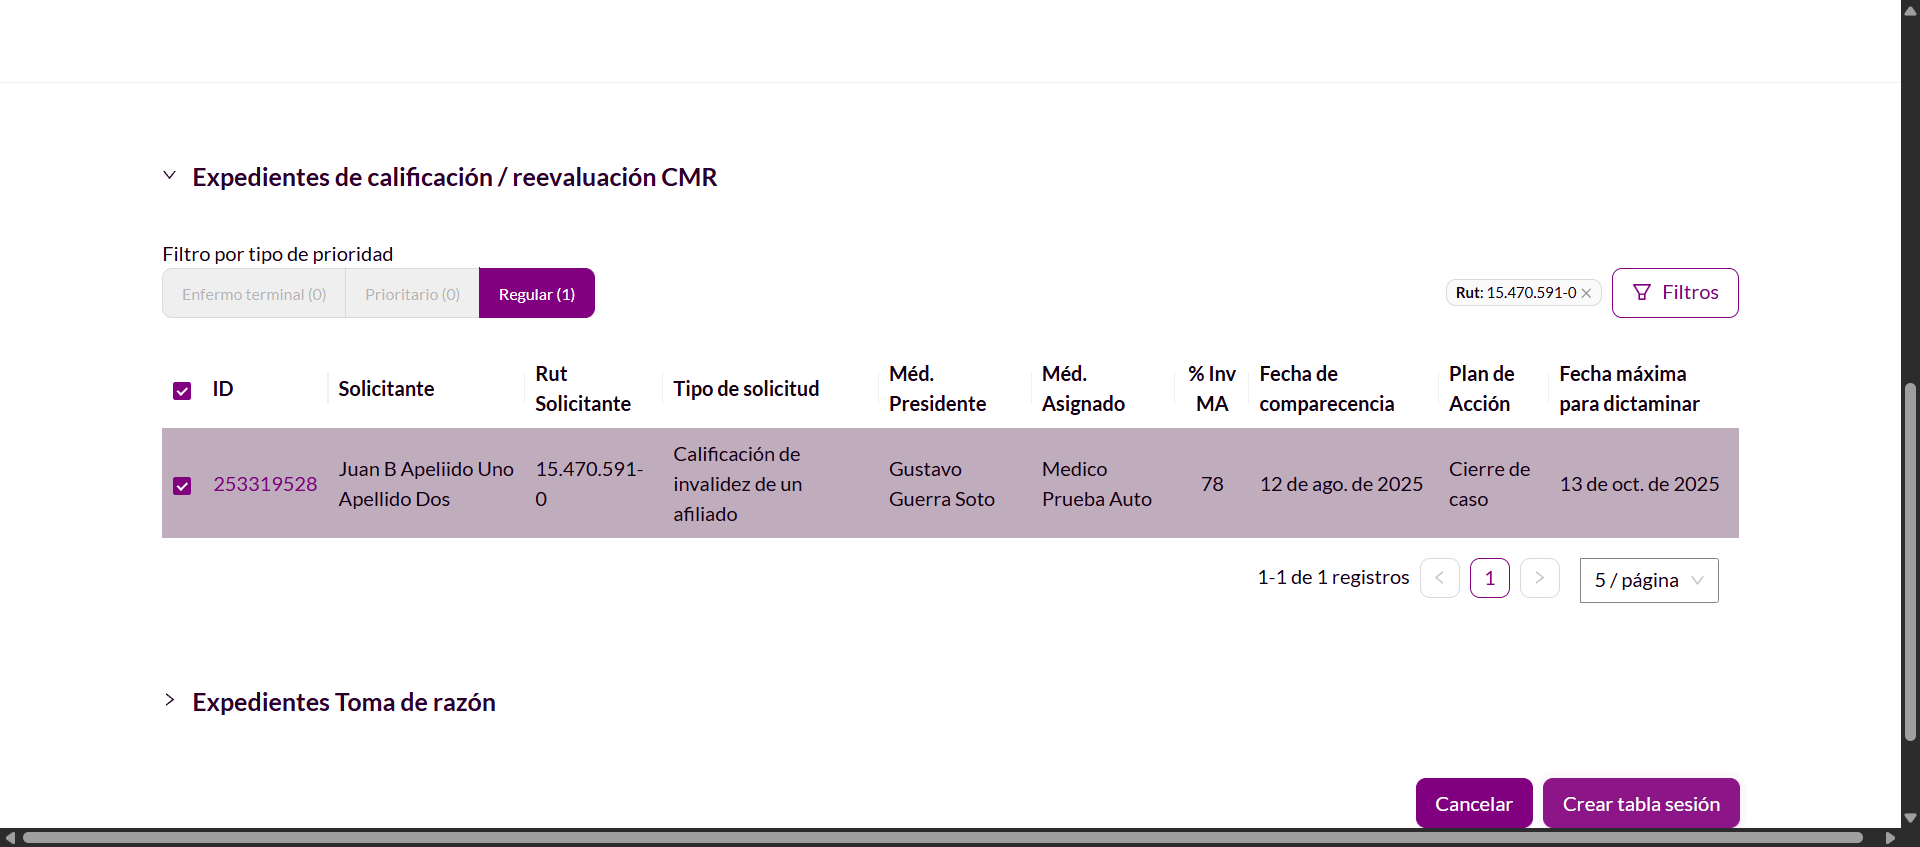 Expedientes de calificación / reevaluación CMR
Filtro por tipo de prioridad
Enfermo terminal (0) Prioritario (0) Regular (1) Rut: 15.470.591-0 Filtros
ID Solicitante Rut Solicitante Tipo de solicitud Méd. Presidente Méd. Asignado % Inv MA Fecha de comparecencia Plan de Acción Fecha máxima para dictaminar
253319528 Juan B Apeliido Uno Apellido Dos 15.470.591-0 Calificación de invalidez de un afiliado Gustavo Guerra Soto Medico Prueba Auto 78 12 de ago. de 2025 Cierre de caso 13 de oct. de 2025
1-1 de 1 registros 1 5 / página
Expedientes Toma de razón
Cancelar Crear tabla sesión